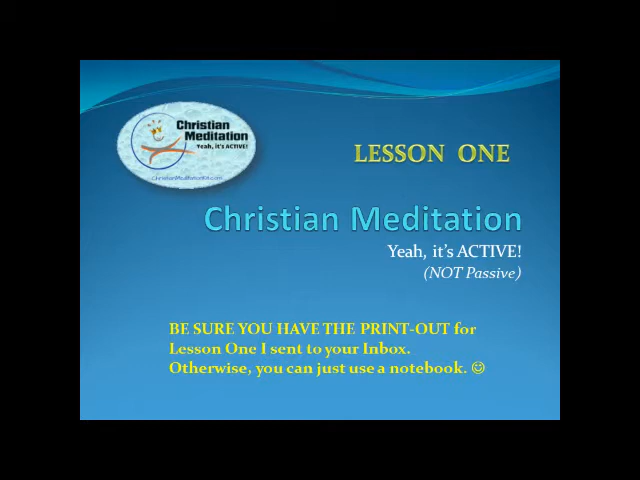 Christian
Meditation
Yeah, it's ACTIVE!
LESSON ONE
Christian Meditation
Yeah, it's ACTIVE!
(NOT Passive)
BE SURE YOU HAVE THE PRINT-OUT for
Lesson One I sent to your Inbox.
Otherwise, you can just use a notebook. ☺